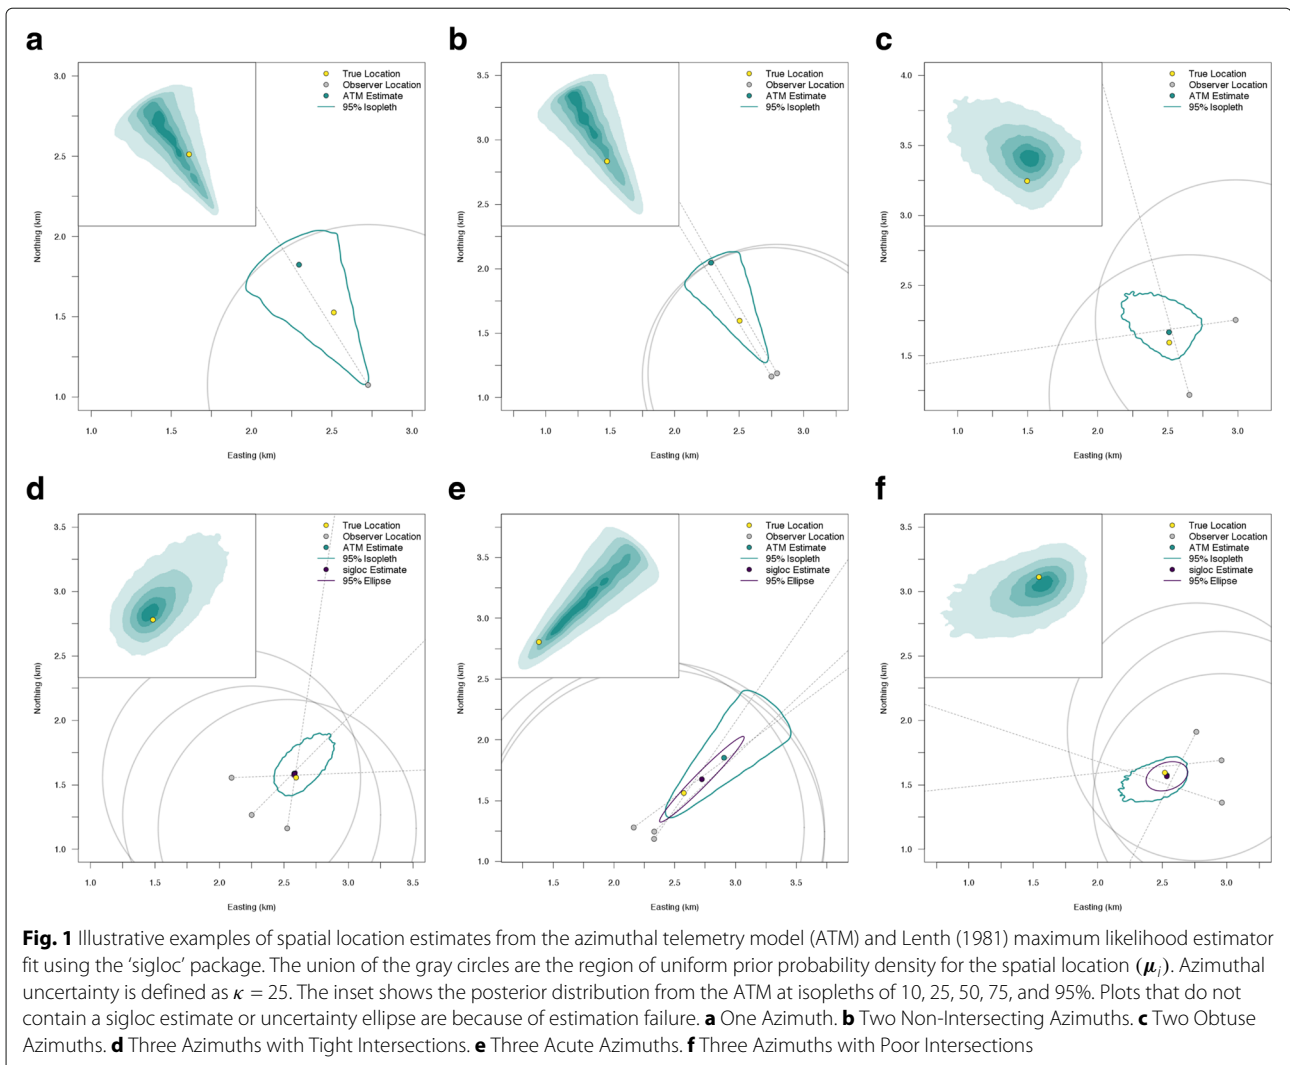 a
3.0
2.5
2.0
1.5
1.0
Northing (km)
True Location
Observer Location
ATM Estimate
95% Isopleth
1.0 1.5 2.0 2.5 3.0
Easting (km)
b
3.5
3.0
2.5
2.0
1.5
1.0
Northing (km)
True Location
Observer Location
ATM Estimate
95% Isopleth
1.0 1.5 2.0 2.5 3.0
Easting (km)
c
4.0
3.5
3.0
2.5
1.5
Northing (km)
True Location
Observer Location
ATM Estimate
95% Isopleth
1.0 1.5 2.0 2.5 3.0
Easting (km)
d
3.5
3.0
2.5
2.0
1.5
1.0
Northing (km)
True Location
Observer Location
ATM Estimate
95% Isopleth
sigloc Estimate
95% Ellipse
1.0 1.5 2.0 2.5 3.0 3.5
Easting (km)
e
3.5
3.0
2.5
2.0
1.5
1.0
Northing (km)
True Location
Observer Location
ATM Estimate
95% Isopleth
sigloc Estimate
95% Ellipse
1.5 2.0 2.5 3.0 3.5
Easting (km)
f
3.5
3.0
2.5
2.0
1.5
1.0
Northing (km)
True Location
Observer Location
ATM Estimate
95% Isopleth
sigloc Estimate
95% Ellipse
1.0 1.5 2.0 2.5 3.0
Easting (km)
Fig. 1 Illustrative examples of spatial location estimates from the azimuthal telemetry model (ATM) and Lenth (1981) maximum likelihood estimator
fit using the ‘sigloc’ package. The union of the gray circles are the region of uniform prior probability density for the spatial location (μᵢ). Azimuthal
uncertainty is defined as κ = 25. The inset shows the posterior distribution from the ATM at isopleths of 10, 25, 50, 75, and 95%. Plots that do not
contain a sigloc estimate or uncertainty ellipse are because of estimation failure. a One Azimuth. b Two Non-Intersecting Azimuths. c Two Obtuse
Azimuths. d Three Azimuths with Tight Intersections. e Three Acute Azimuths. f Three Azimuths with Poor Intersections